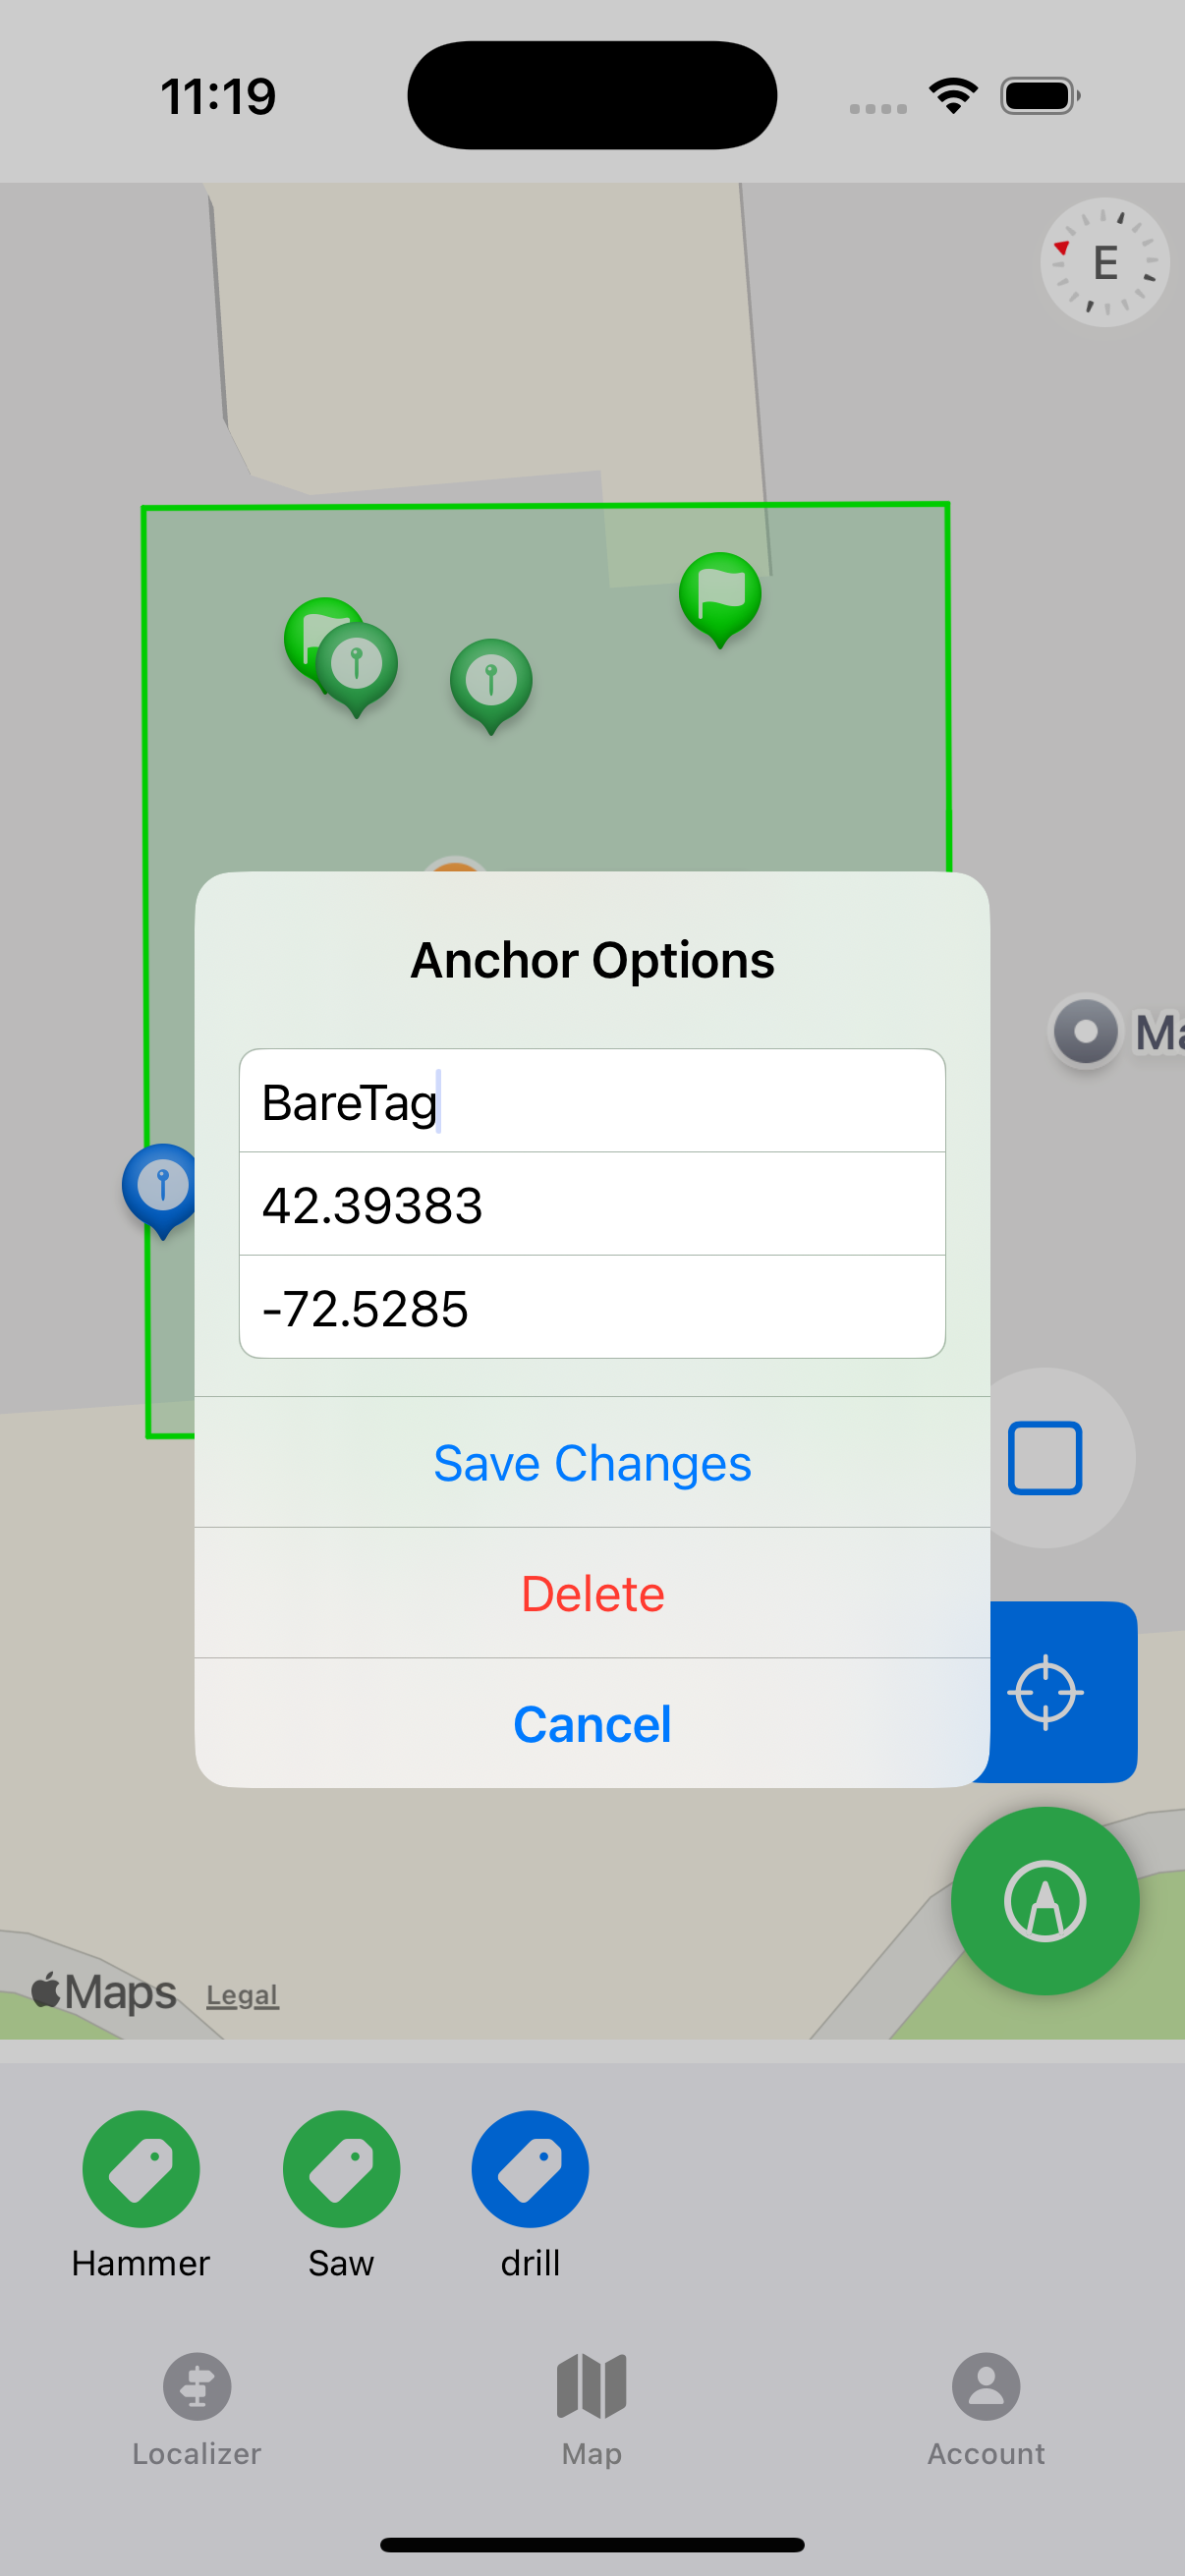 11:19
E
Anchor Options
BareTag
42.39383
-72.5285
Save Changes
Delete
Cancel
Maps Legal
Hammer Saw drill
Localizer Map Account